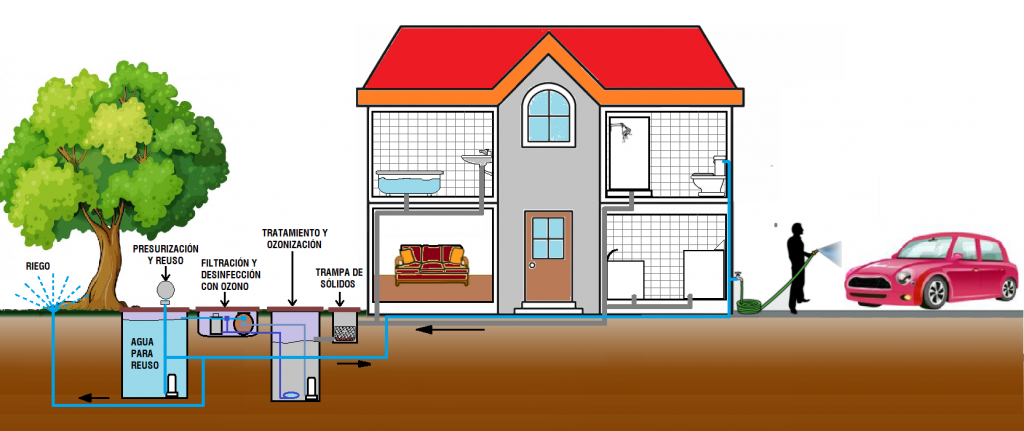 TRATAMIENTO Y
OZONIZACIÓN
PRESURIZACIÓN
Y REUSO
FILTRACIÓN Y
DESINFECCIÓN
CON OZONO
TRAMPA DE
SÓLIDOS
RIEGO
AGUA
PARA
REUSO